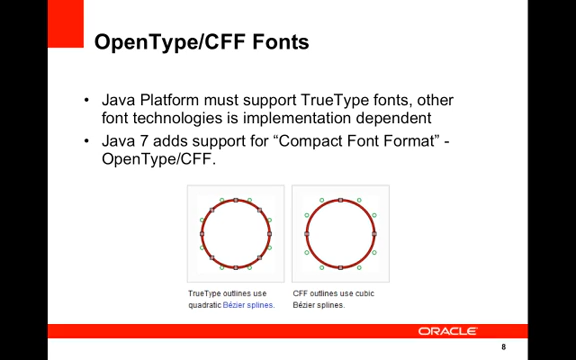 OpenType/CFF Fonts
• Java Platform must support TrueType fonts, other
font technologies is implementation dependent
• Java 7 adds support for “Compact Font Format” -
OpenType/CFF.
TrueType outlines use
quadratic Bézier splines.
CFF outlines use cubic
Bézier splines.
ORACLE
8